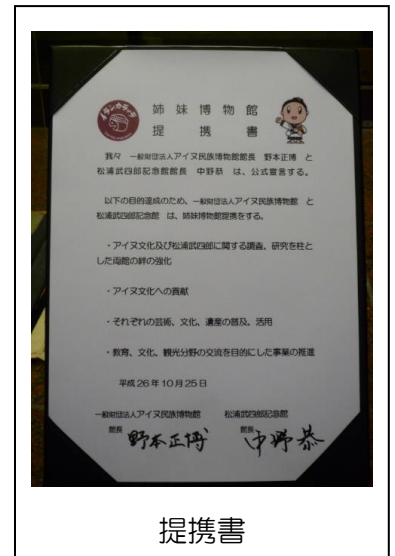 イランカラㇷ゚テ
姉妹博物館
提携書
我々 一般財団法人アイヌ民族博物館館長 野本正博 と
松浦武四郎記念館館長 中野恭 は、公式宣言する。
以下の目的達成のため、一般財団法人アイヌ民族博物館 と
松浦武四郎記念館 は、姉妹博物館提携をする。
・アイヌ文化及び松浦武四郎に関する調査、研究を柱と
した両館の絆の強化
・アイヌ文化への貢献
・それぞれの芸術、文化、遺産の普及、活用
・教育、文化、観光分野の交流を目的にした事業の推進
平成26年10月25日
一般財団法人アイヌ民族博物館 松浦武四郎記念館
館長 野本正博 館長 中野恭
提携書